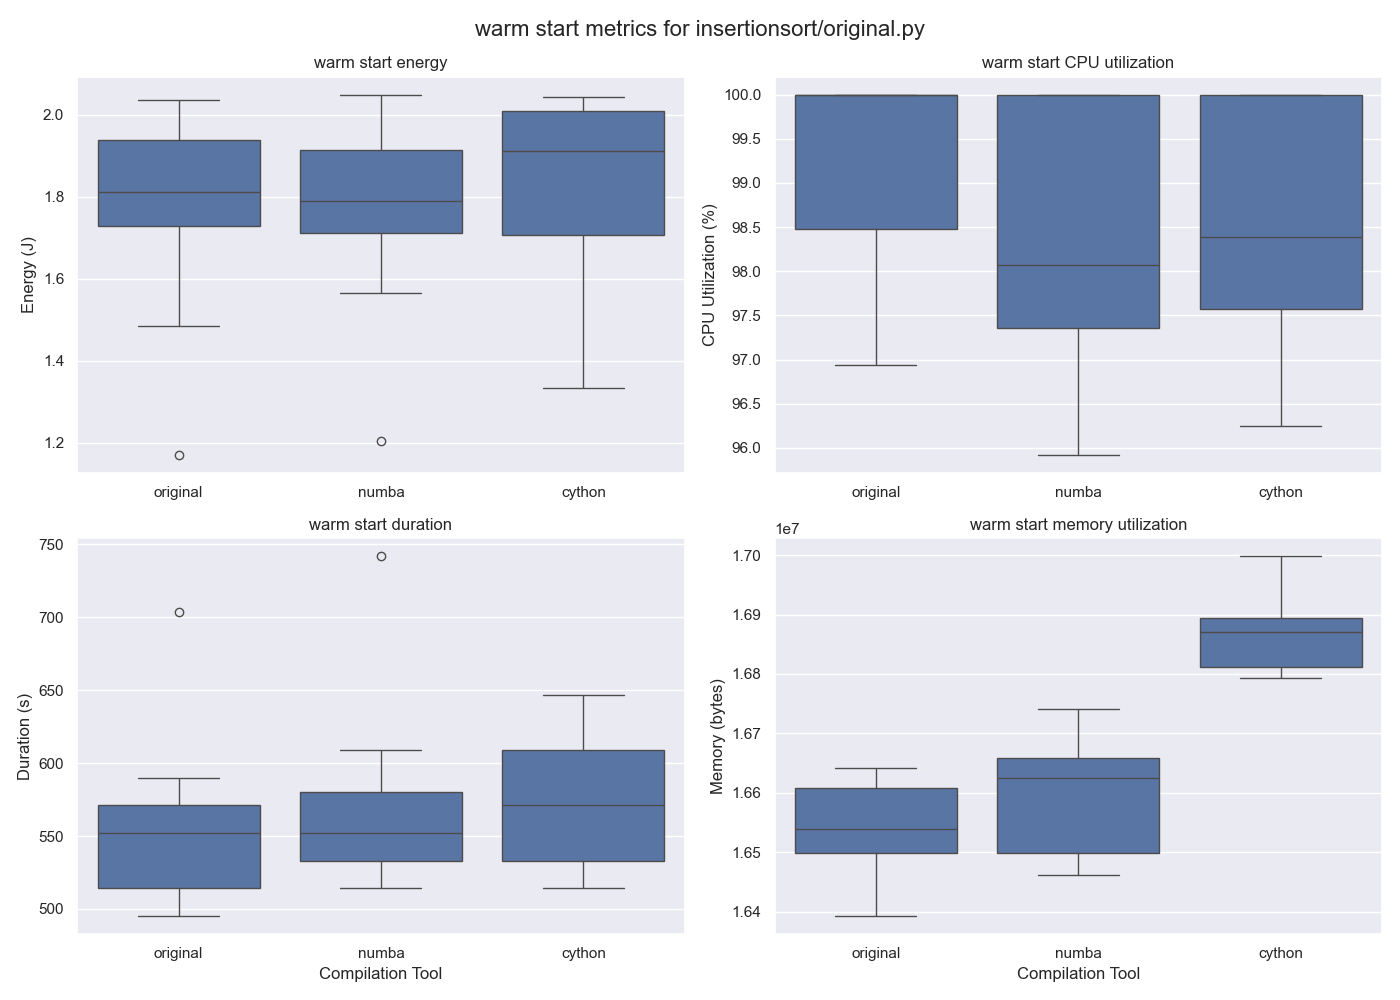 warm start metrics for insertionsort/original.py
warm start energy
2.0
1.8
1.6
1.4
1.2
Energy (J)
original numba cython
warm start CPU utilization
100.0
99.5
99.0
98.5
98.0
97.5
97.0
96.5
96.0
CPU Utilization (%)
original numba cython
warm start duration
750
700
650
600
550
500
Duration (s)
original numba cython
Compilation Tool
warm start memory utilization
1e7
1.70
1.69
1.68
1.67
1.66
1.65
1.64
Memory (bytes)
original numba cython
Compilation Tool